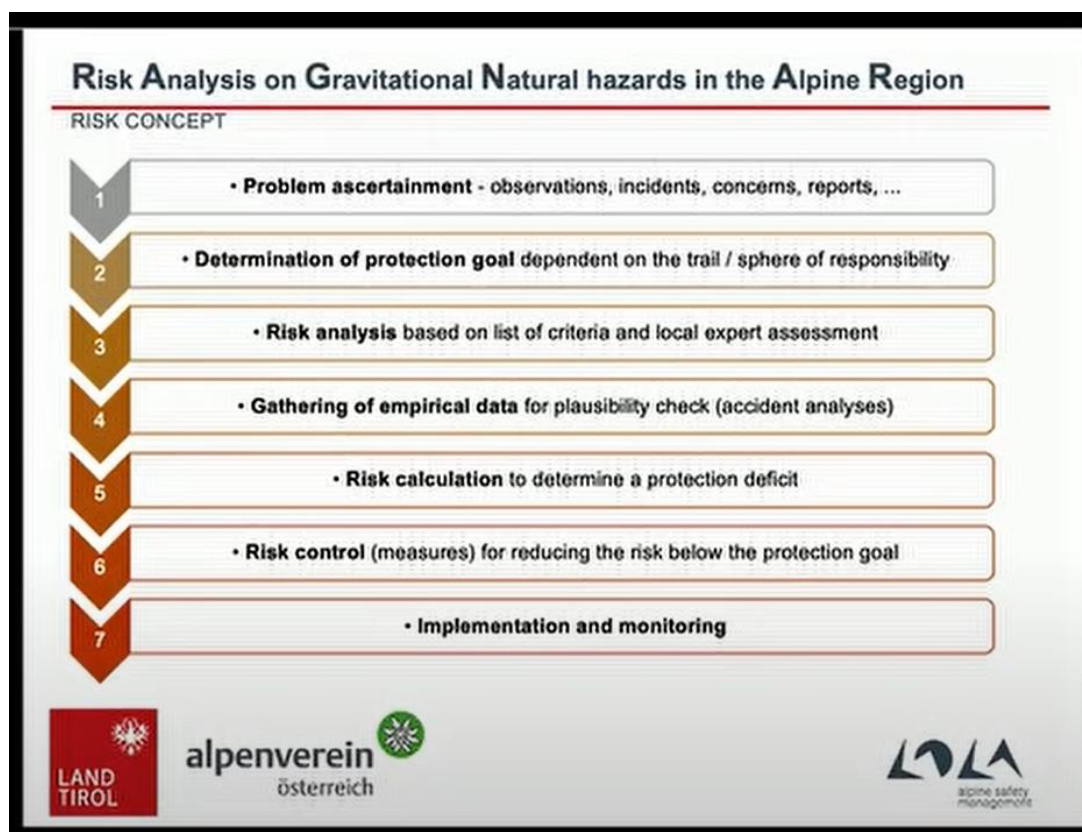 Risk Analysis on Gravitational Natural hazards in the Alpine Region
RISK CONCEPT
1
• Problem ascertainment - observations, incidents, concerns, reports, ...
2
• Determination of protection goal dependent on the trail / sphere of responsibility
3
• Risk analysis based on list of criteria and local expert assessment
4
• Gathering of empirical data for plausibility check (accident analyses)
5
• Risk calculation to determine a protection deficit
6
• Risk control (measures) for reducing the risk below the protection goal
7
• Implementation and monitoring
LAND
TIROL
alpenverein
österreich
LOLA
alpine safety
management